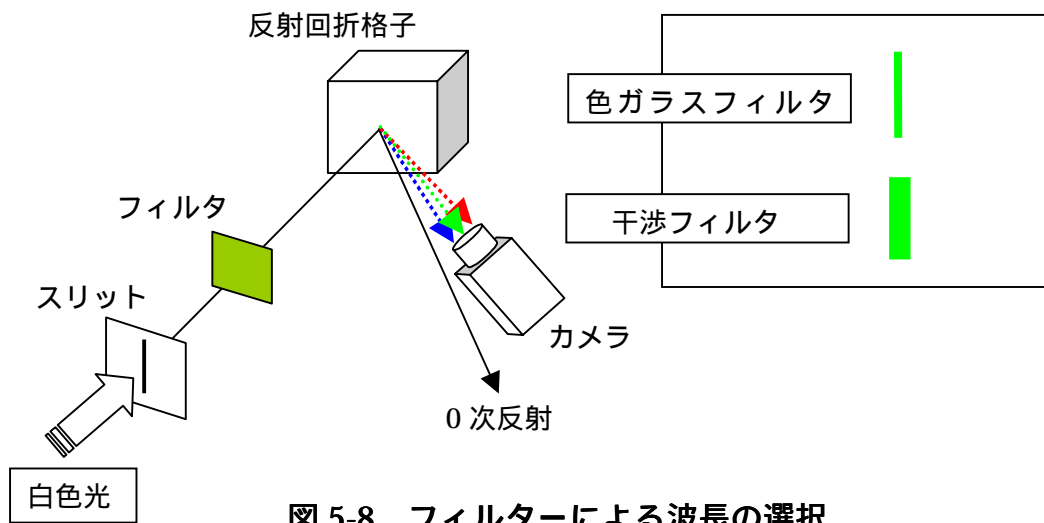 反射回折格子
色ガラスフィルタ
フィルタ
干渉フィルタ
スリット
カメラ
0 次反射
白色光
図 5-8 フィルターによる波長の選択